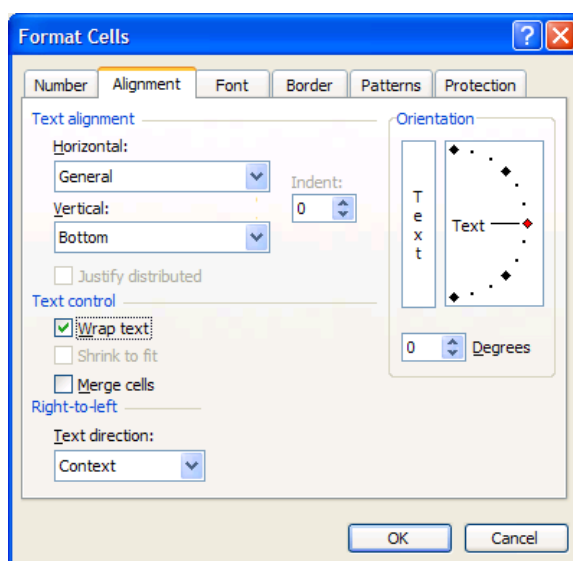 Format Cells
Number Alignment Font Border Patterns Protection
Text alignment
Horizontal:
General
Indent:
0
Vertical:
Bottom
Justify distributed
Text control
Wrap text
Shrink to fit
Merge cells
Right-to-left
Text direction:
Context
Orientation
T
e
x
t
Text
0 Degrees
OK Cancel